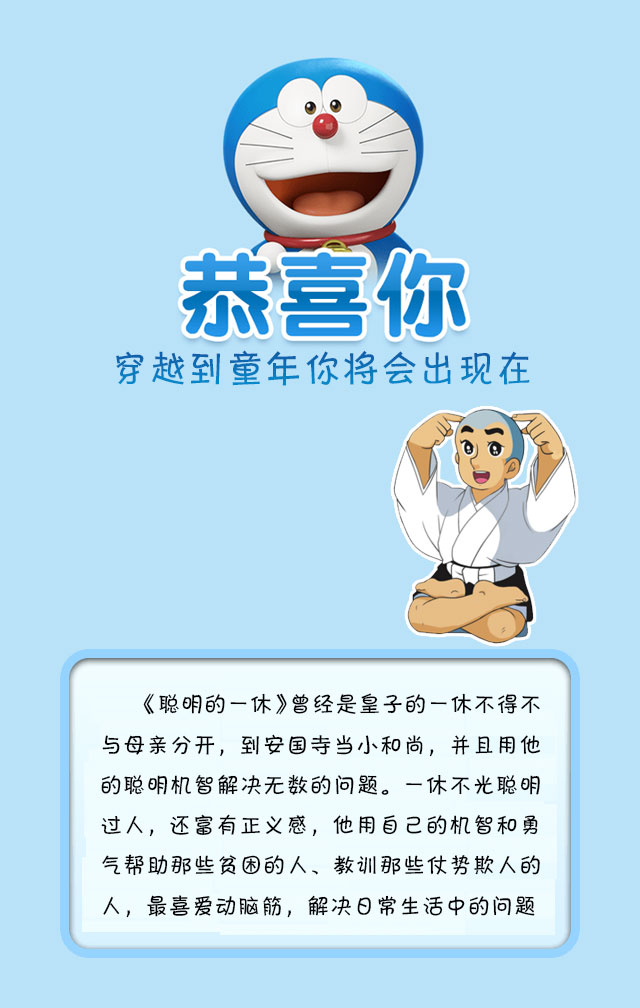 恭喜你
穿越到童年你将会出现在
《聪明的一休》曾经是皇子的一休不得不
与母亲分开，到安国寺当小和尚，并且用他
的聪明机智解决无数的问题。一休不光聪明
过人，还富有正义感，他用自己的机智和勇
气帮助那些贫困的人、教训那些仗势欺人的
人，最喜爱动脑筋，解决日常生活中的问题